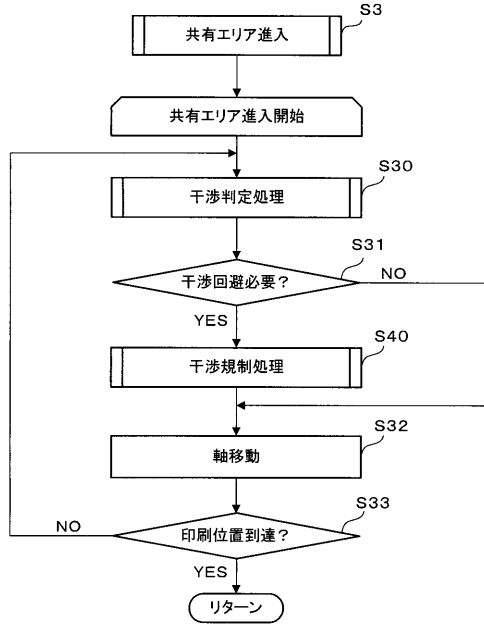 S3
共有エリア進入
共有エリア進入開始
S30
干渉判定処理
S31
干渉回避必要？
NO
YES
S40
干渉規制処理
S32
軸移動
S33
印刷位置到達？
NO
YES
リターン